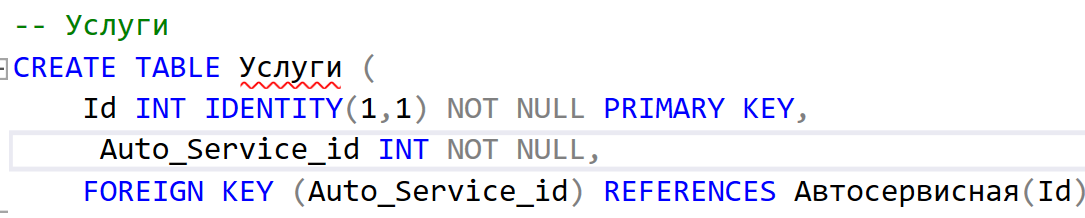 -- Услуги
CREATE TABLE Услуги (
Id INT IDENTITY(1,1) NOT NULL PRIMARY KEY,
Auto_Service_id INT NOT NULL,
FOREIGN KEY (Auto_Service_id) REFERENCES Автосервисная(Id)